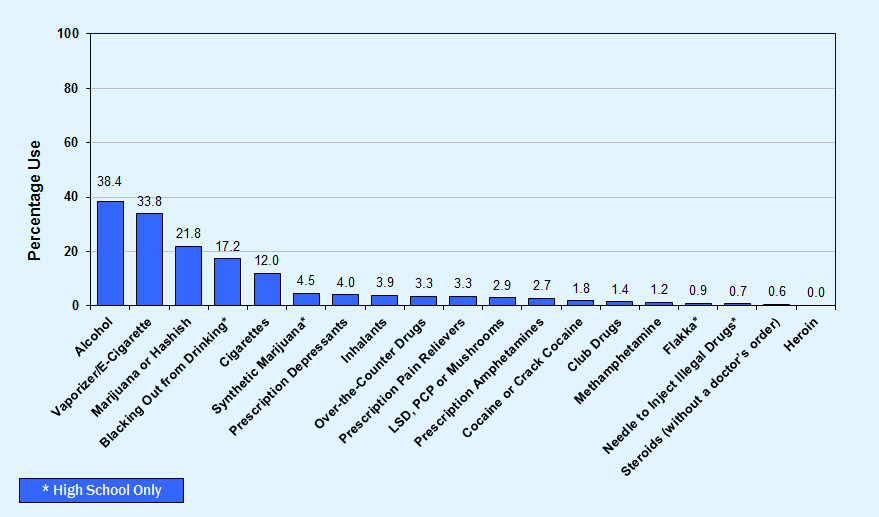 100
80
60
40
20
0
Percentage Use
38.4
33.8
21.8
17.2
12.0
4.5
4.0
3.9
3.3
3.3
2.9
2.7
1.8
1.4
1.2
0.9
0.7
0.6
0.0
Alcohol
Vaporizer/E-Cigarette
Marijuana or Hashish
Blacking Out from Drinking*
Cigarettes
Synthetic Marijuana*
Prescription Depressants
Inhalants
Over-the-Counter Drugs
Prescription Pain Relievers
LSD, PCP or Mushrooms
Prescription Amphetamines
Cocaine or Crack Cocaine
Club Drugs
Methamphetamine
Flakka*
Needle to Inject Illegal Drugs*
Steroids (without a doctor's order)
Heroin
* High School Only